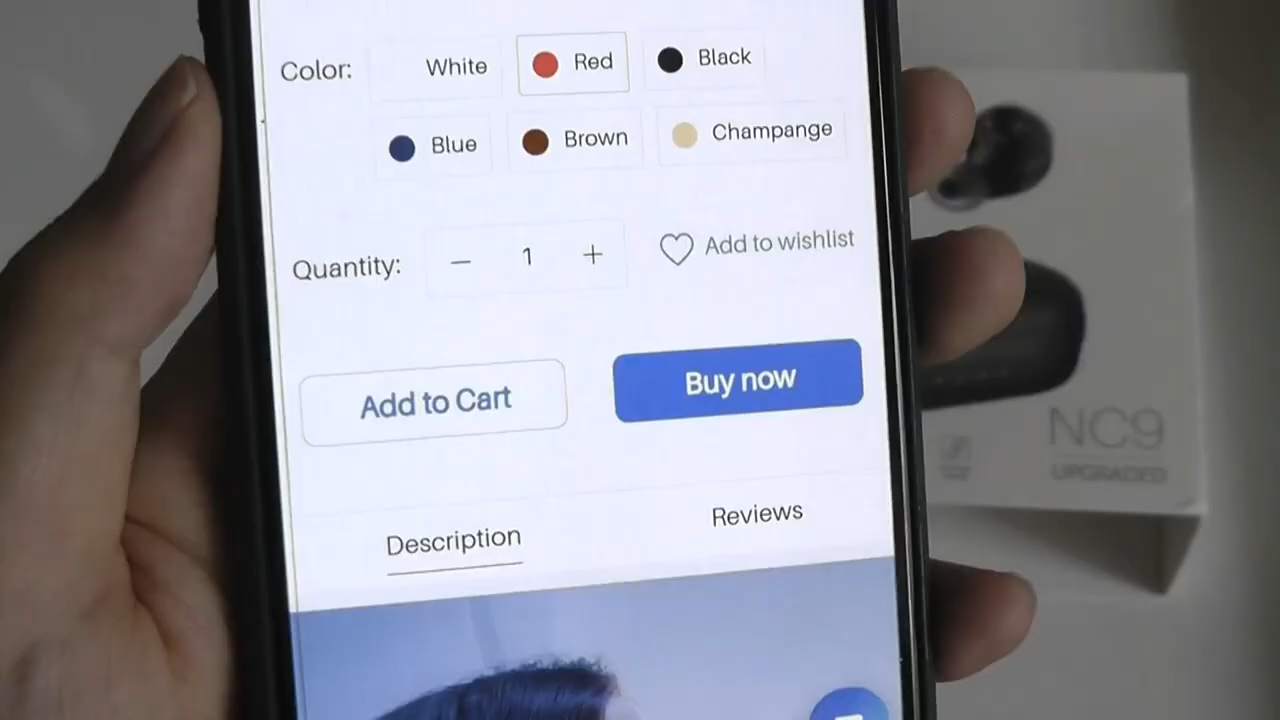 Color: White Red Black
Blue Brown Champange
Quantity: – 1 + Add to wishlist
Add to Cart Buy now
Description Reviews
NC9
UPGRADED